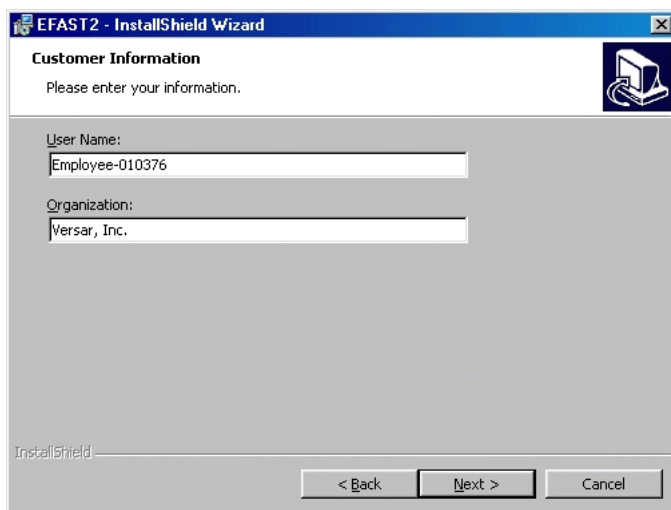 EFAST2 - InstallShield Wizard
Customer Information
Please enter your information.
User Name:
Employee-010376
Organization:
Versar, Inc.
InstallShield
< Back
Next >
Cancel